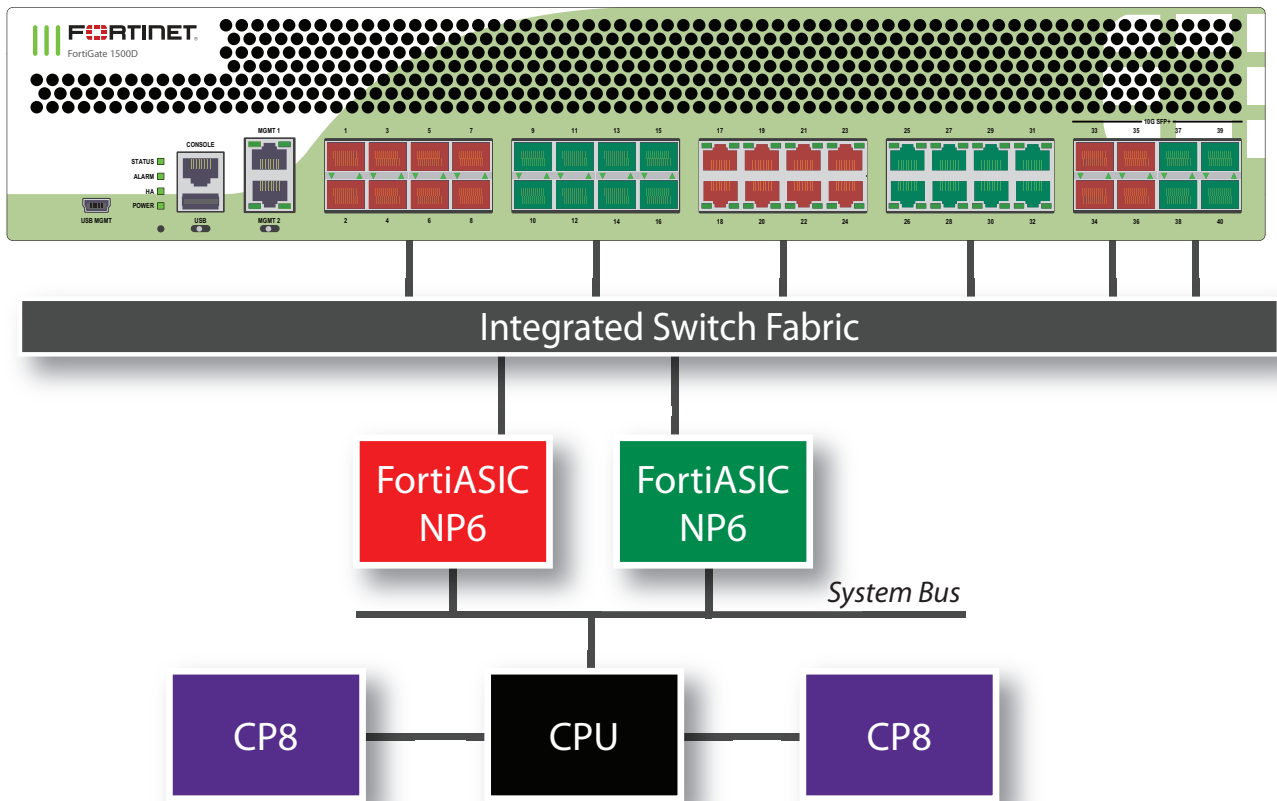 FORTINET®
FortiGate 1500D
10G SFP+
MGMT 1 1 3 5 7 9 11 13 15 17 19 21 23 25 27 29 31 33 35 37 39
CONSOLE
STATUS
ALARM
HA
POWER
USB MGMT USB MGMT 2 2 4 6 8 10 12 14 16 18 20 22 24 26 28 30 32 34 36 38 40
Integrated Switch Fabric
FortiASIC FortiASIC
NP6 NP6
System Bus
CP8 CPU CP8